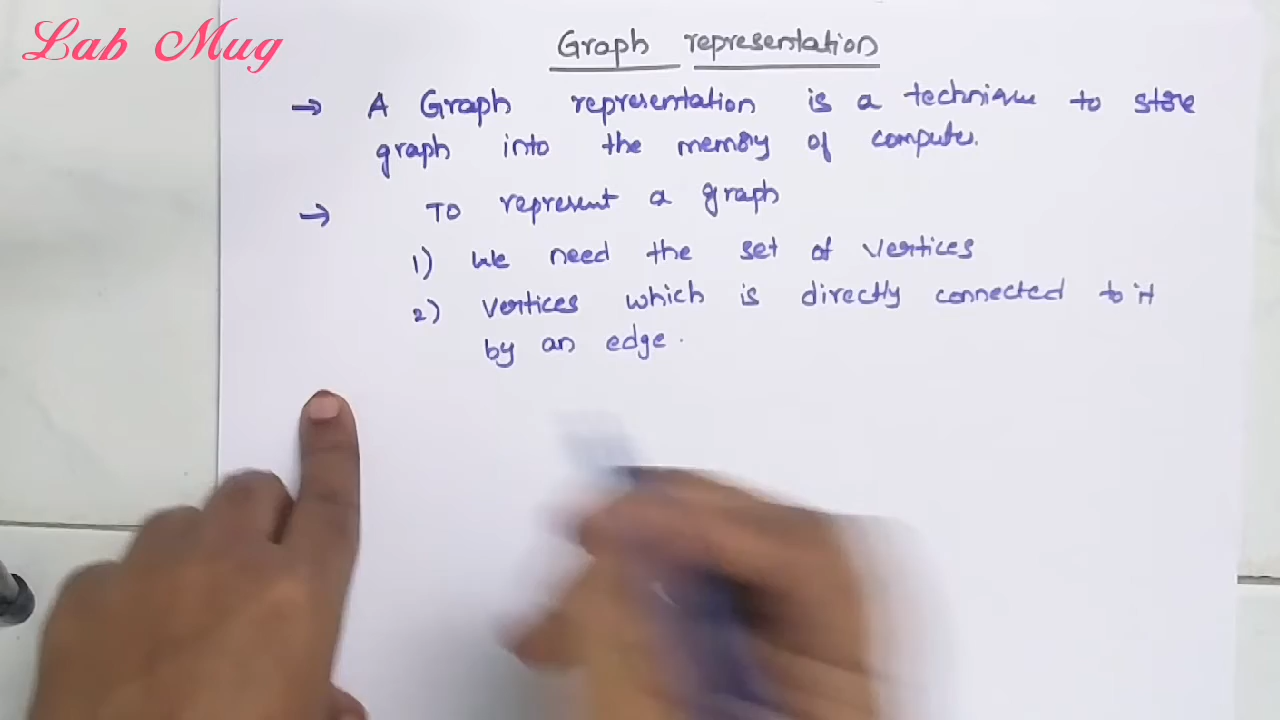 Lab Mug
Graph representation
→ A Graph representation is a technique to store
graph into the memory of computer.
→ To represent a graph
1) We need the set of vertices
2) vertices which is directly connected to it
by an edge.